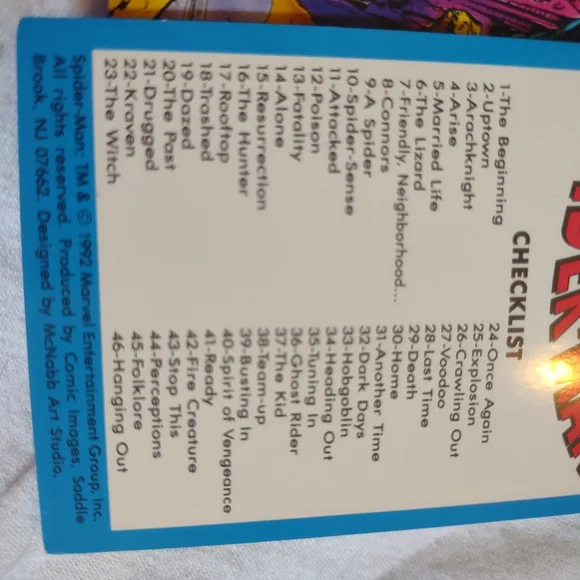 CHECKLIST
1-The Beginning
2-Uptown
3-Arachknight
4-Arise
5-Married Life
6-The Lizard
7-Friendly, Neighborhood...
8-Connors
9-A Spider
10-Spider-Sense
11-Attacked
12-Poison
13-Fatality
14-Alone
15-Resurrection
16-The Hunter
17-Rooftop
18-Trashed
19-Dazed
20-The Past
21-Drugged
22-Kraven
23-The Witch
24-Once Again
25-Explosion
26-Crawling Out
27-Voodoo
28-Last Time
29-Death
30-Home
31-Another Time
32-Dark Days
33-Hobgoblin
34-Heading Out
35-Tuning In
36-Ghost Rider
37-The Kid
38-Team-up
39-Busting In
40-Spirit of Vengeance
41-Ready
42-Fire Creature
43-Stop This
44-Perceptions
45-Folklore
46-Hanging Out
Spider-Man: TM & © 1992 Marvel Entertainment Group, Inc.
All rights reserved. Produced by Comic Images, Saddle
Brook, NJ 07662. Designed by McNabb Art Studio.